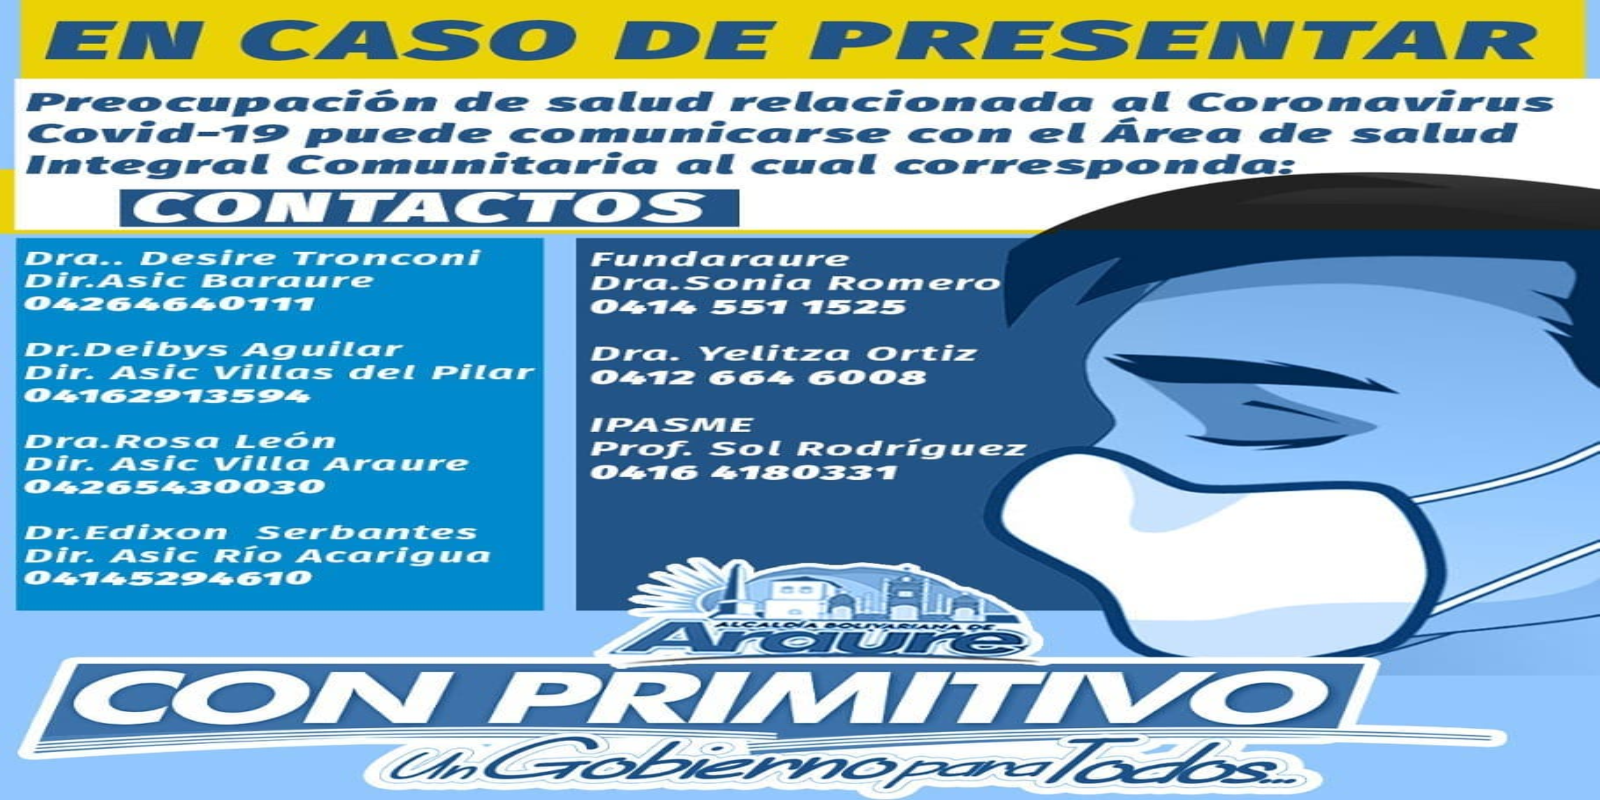 EN CASO DE PRESENTAR
Preocupación de salud relacionada al Coronavirus
Covid-19 puede comunicarse con el Área de salud
Integral Comunitaria al cual corresponda:
CONTACTOS
Dra.. Desire Tronconi
Dir.Asic Baraure
04264640111
Dr.Deibys Aguilar
Dir. Asic Villas del Pilar
04162913594
Dra.Rosa León
Dir. Asic Villa Araure
04265430030
Dr.Edixon Serbantes
Dir. Asic Río Acarigua
04145294610
Fundaraure
Dra.Sonia Romero
0414 551 1525
Dra. Yelitza Ortiz
0412 664 6008
IPASME
Prof. Sol Rodríguez
0416 4180331
ALCALDÍA BOLIVARIANA DE
Araure
CON PRIMITIVO
Un Gobierno para Todos...